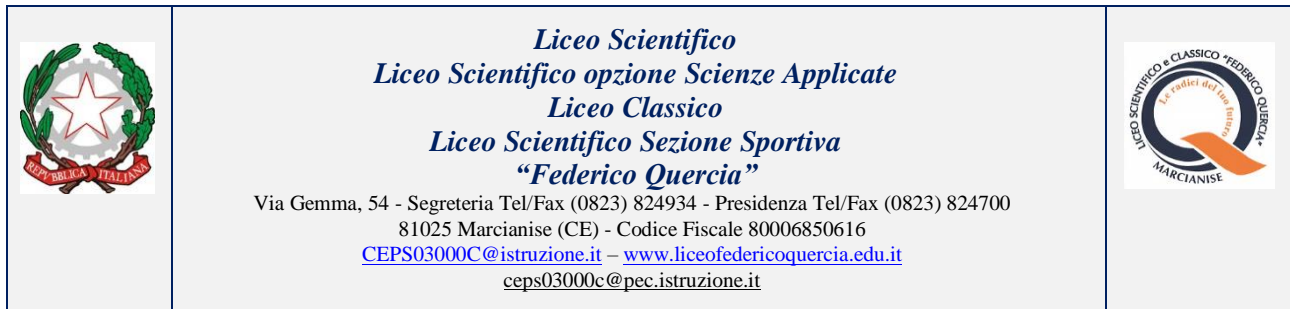 REPVBBLICA ITALIANA
Liceo Scientifico
Liceo Scientifico opzione Scienze Applicate
Liceo Classico
Liceo Scientifico Sezione Sportiva
“Federico Quercia”
Via Gemma, 54 - Segreteria Tel/Fax (0823) 824934 - Presidenza Tel/Fax (0823) 824700
81025 Marcianise (CE) - Codice Fiscale 80006850616
CEPS03000C@istruzione.it – www.liceofedericoquercia.edu.it
ceps03000c@pec.istruzione.it
LICEO SCIENTIFICO e CLASSICO "FEDERICO QUERCIA"
Le radici del tuo futuro
MARCIANISE